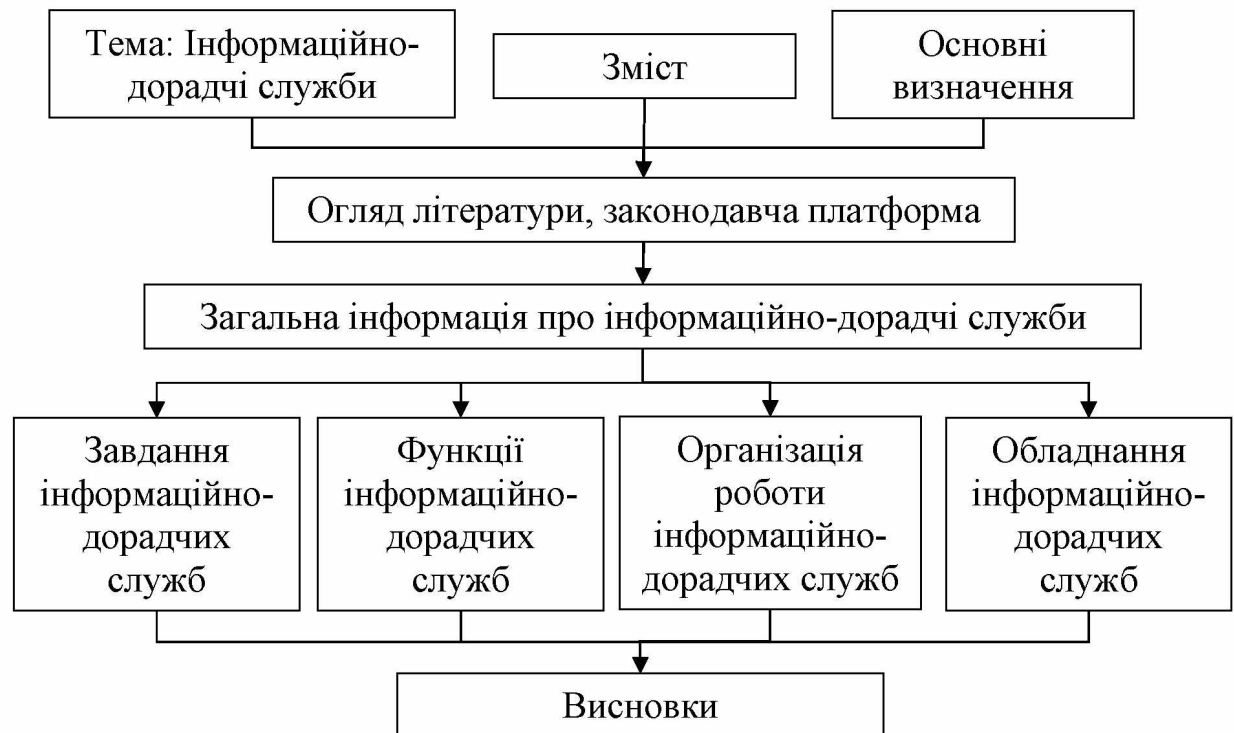 Тема: Інформаційно-
дорадчі служби
Зміст
Основні
визначення
Огляд літератури, законодавча платформа
Загальна інформація про інформаційно-дорадчі служби
Завдання
інформаційно-
дорадчих
служб
Функції
інформаційно-
дорадчих
служб
Організація
роботи
інформаційно-
дорадчих служб
Обладнання
інформаційно-
дорадчих
служб
Висновки